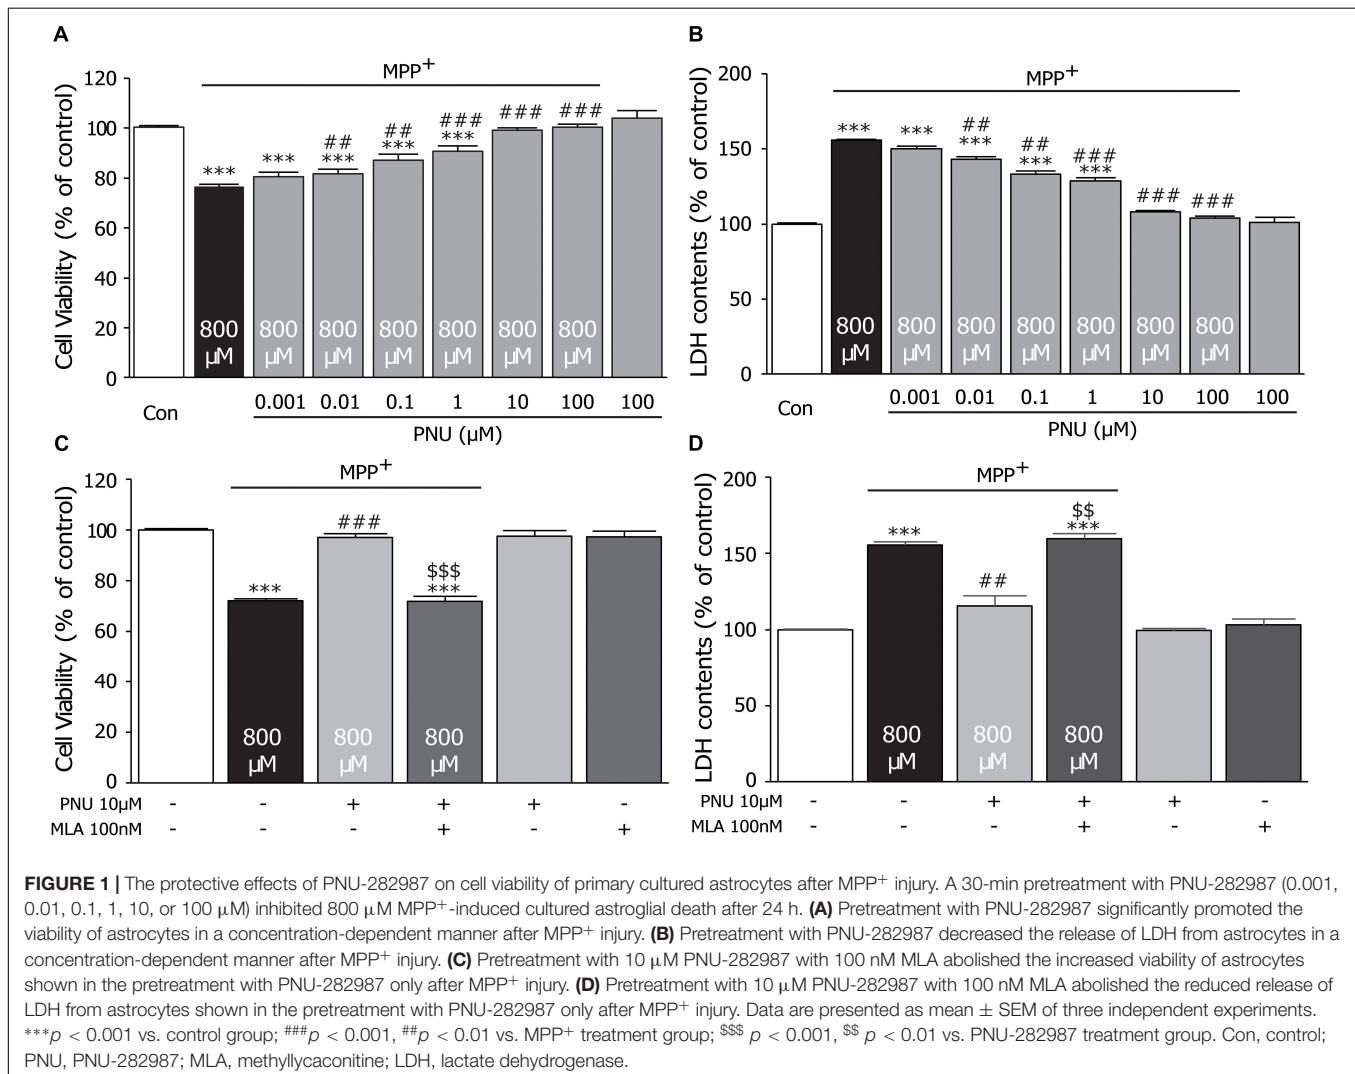 A
MPP+
Cell Viability (% of control)
120
100
80
60
40
20
0
*** *** ## *** ## *** ### *** ### ###
800 µM 800 µM 800 µM 800 µM 800 µM 800 µM 800 µM
Con
0.001 0.01 0.1 1 10 100 100
PNU (µM)
B
MPP+
LDH contents (% of control)
200
150
100
50
0
*** *** ## *** ## *** ### *** ### ###
800 µM 800 µM 800 µM 800 µM 800 µM 800 µM 800 µM
Con
0.001 0.01 0.1 1 10 100 100
PNU (µM)
C
MPP+
Cell Viability (% of control)
120
100
80
60
40
20
0
*** ### $$$ ***
800 µM 800 µM 800 µM
PNU 10µM - - + + + -
MLA 100nM - - - + - +
D
MPP+
LDH contents (% of control)
200
150
100
50
0
*** ## $$ ***
800 µM 800 µM 800 µM
PNU 10µM - - + + + -
MLA 100nM - - - + - +
FIGURE 1 | The protective effects of PNU-282987 on cell viability of primary cultured astrocytes after MPP+ injury. A 30-min pretreatment with PNU-282987 (0.001,
0.01, 0.1, 1, 10, or 100 µM) inhibited 800 µM MPP+-induced cultured astroglial death after 24 h. (A) Pretreatment with PNU-282987 significantly promoted the
viability of astrocytes in a concentration-dependent manner after MPP+ injury. (B) Pretreatment with PNU-282987 decreased the release of LDH from astrocytes in a
concentration-dependent manner after MPP+ injury. (C) Pretreatment with 10 µM PNU-282987 with 100 nM MLA abolished the increased viability of astrocytes
shown in the pretreatment with PNU-282987 only after MPP+ injury. (D) Pretreatment with 10 µM PNU-282987 with 100 nM MLA abolished the reduced release of
LDH from astrocytes shown in the pretreatment with PNU-282987 only after MPP+ injury. Data are presented as mean ± SEM of three independent experiments.
***p < 0.001 vs. control group; ###p < 0.001, ##p < 0.01 vs. MPP+ treatment group; $$$ p < 0.001, $$ p < 0.01 vs. PNU-282987 treatment group. Con, control;
PNU, PNU-282987; MLA, methyllycaconitine; LDH, lactate dehydrogenase.